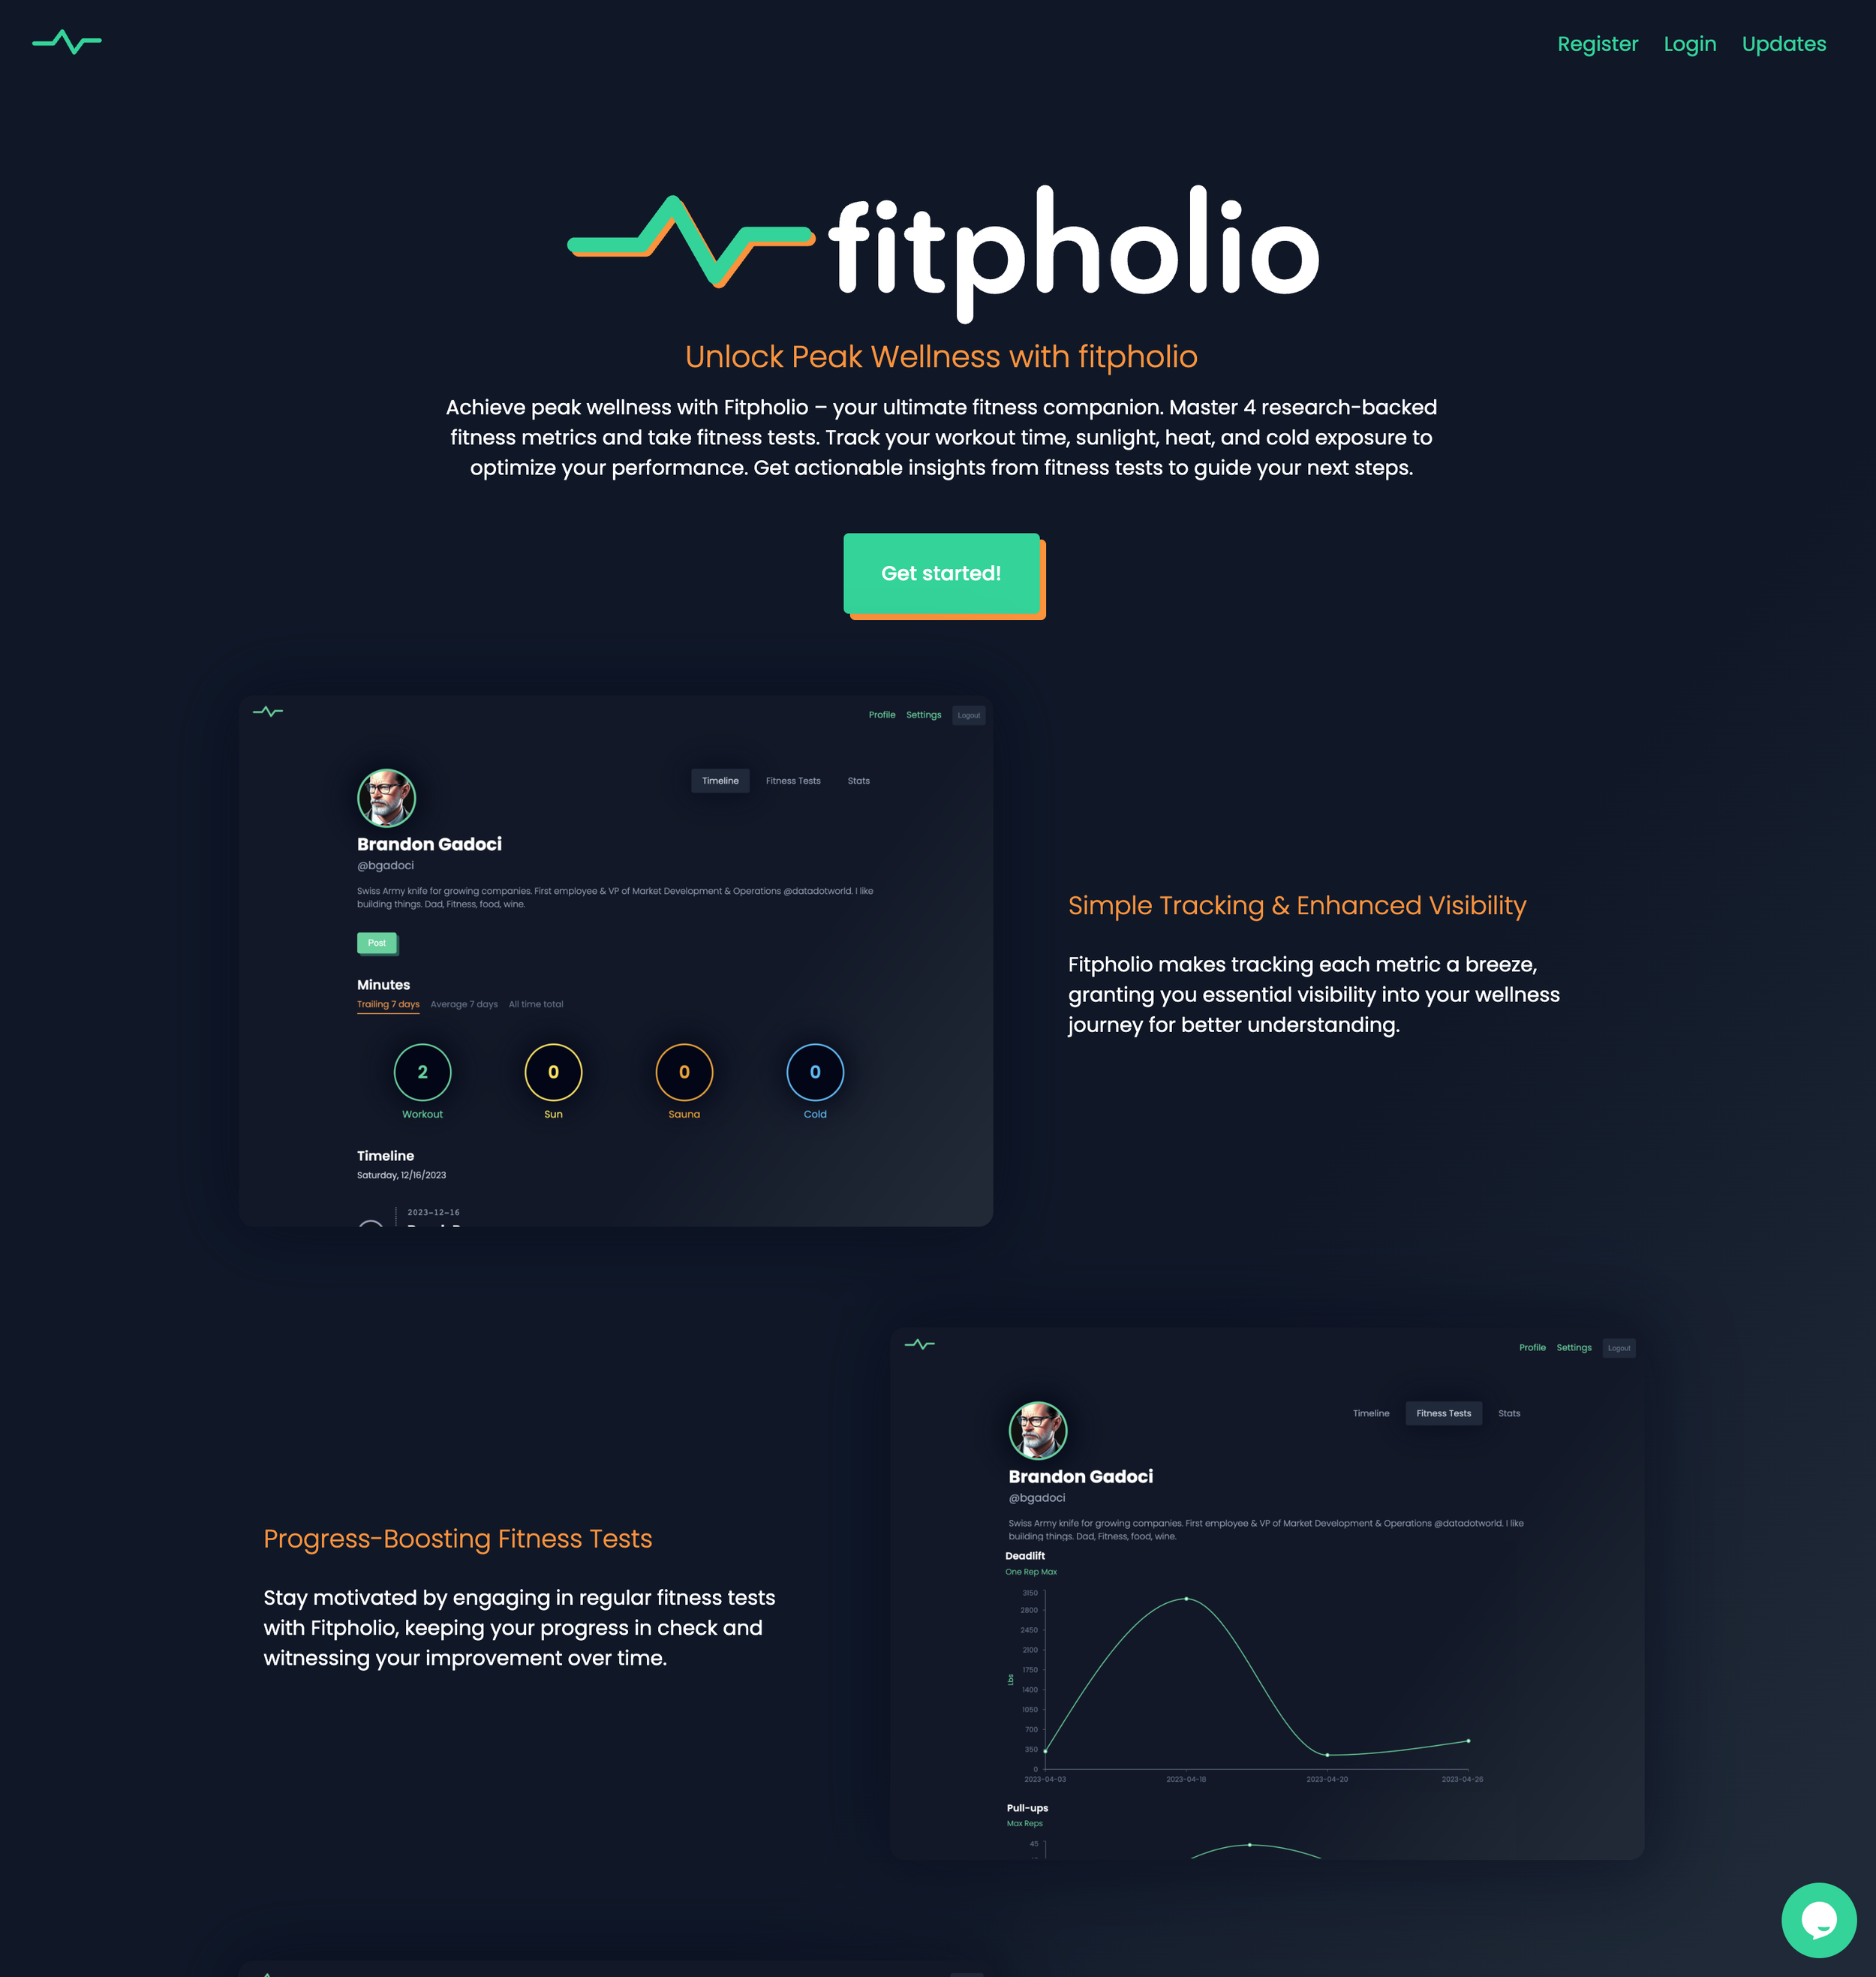 Register Login Updates
fitpholio
Unlock Peak Wellness with fitpholio
Achieve peak wellness with Fitpholio – your ultimate fitness companion. Master 4 research-backed
fitness metrics and take fitness tests. Track your workout time, sunlight, heat, and cold exposure to
optimize your performance. Get actionable insights from fitness tests to guide your next steps.
Get started!
Profile Settings Logout
Timeline Fitness Tests Stats
Brandon Gadoci
@bgadoci
Swiss Army knife for growing companies. First employee & VP of Market Development & Operations @datadotworld. I like
building things. Dad, Fitness, food, wine.
Post
Minutes
Trailing 7 days Average 7 days All time total
2 0 0 0
Workout Sun Sauna Cold
Timeline
Saturday, 12/16/2023
2023-12-16
Simple Tracking & Enhanced Visibility
Fitpholio makes tracking each metric a breeze,
granting you essential visibility into your wellness
journey for better understanding.
Progress-Boosting Fitness Tests
Stay motivated by engaging in regular fitness tests
with Fitpholio, keeping your progress in check and
witnessing your improvement over time.
Profile Settings Logout
Timeline Fitness Tests Stats
Brandon Gadoci
@bgadoci
Swiss Army knife for growing companies. First employee & VP of Market Development & Operations @datadotworld. I like
building things. Dad, Fitness, food, wine.
Deadlift
One Rep Max
3150
2800
2450
2100
1750
1400
1050
700
350
0
Lbs
2023-04-03 2023-04-18 2023-04-20 2023-04-26
Pull-ups
Max Reps
45